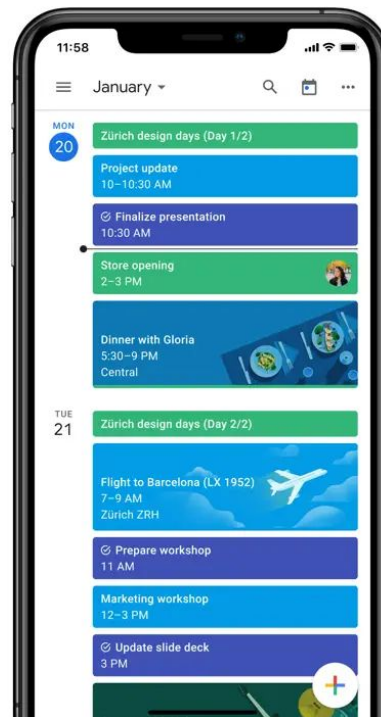 11:58
January
MON
20
Zürich design days (Day 1/2)
Project update
10–10:30 AM
Finalize presentation
10:30 AM
Store opening
2–3 PM
Dinner with Gloria
5:30–9 PM
Central
TUE
21
Zürich design days (Day 2/2)
Flight to Barcelona (LX 1952)
7–9 AM
Zürich ZRH
Prepare workshop
11 AM
Marketing workshop
12–3 PM
Update slide deck
3 PM